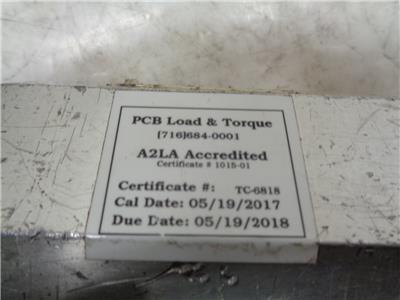 PCB Load & Torque
(716)684-0001
A2LA Accredited
Certificate # 1015-01
Certificate #: TC-6818
Cal Date: 05/19/2017
Due Date: 05/19/2018